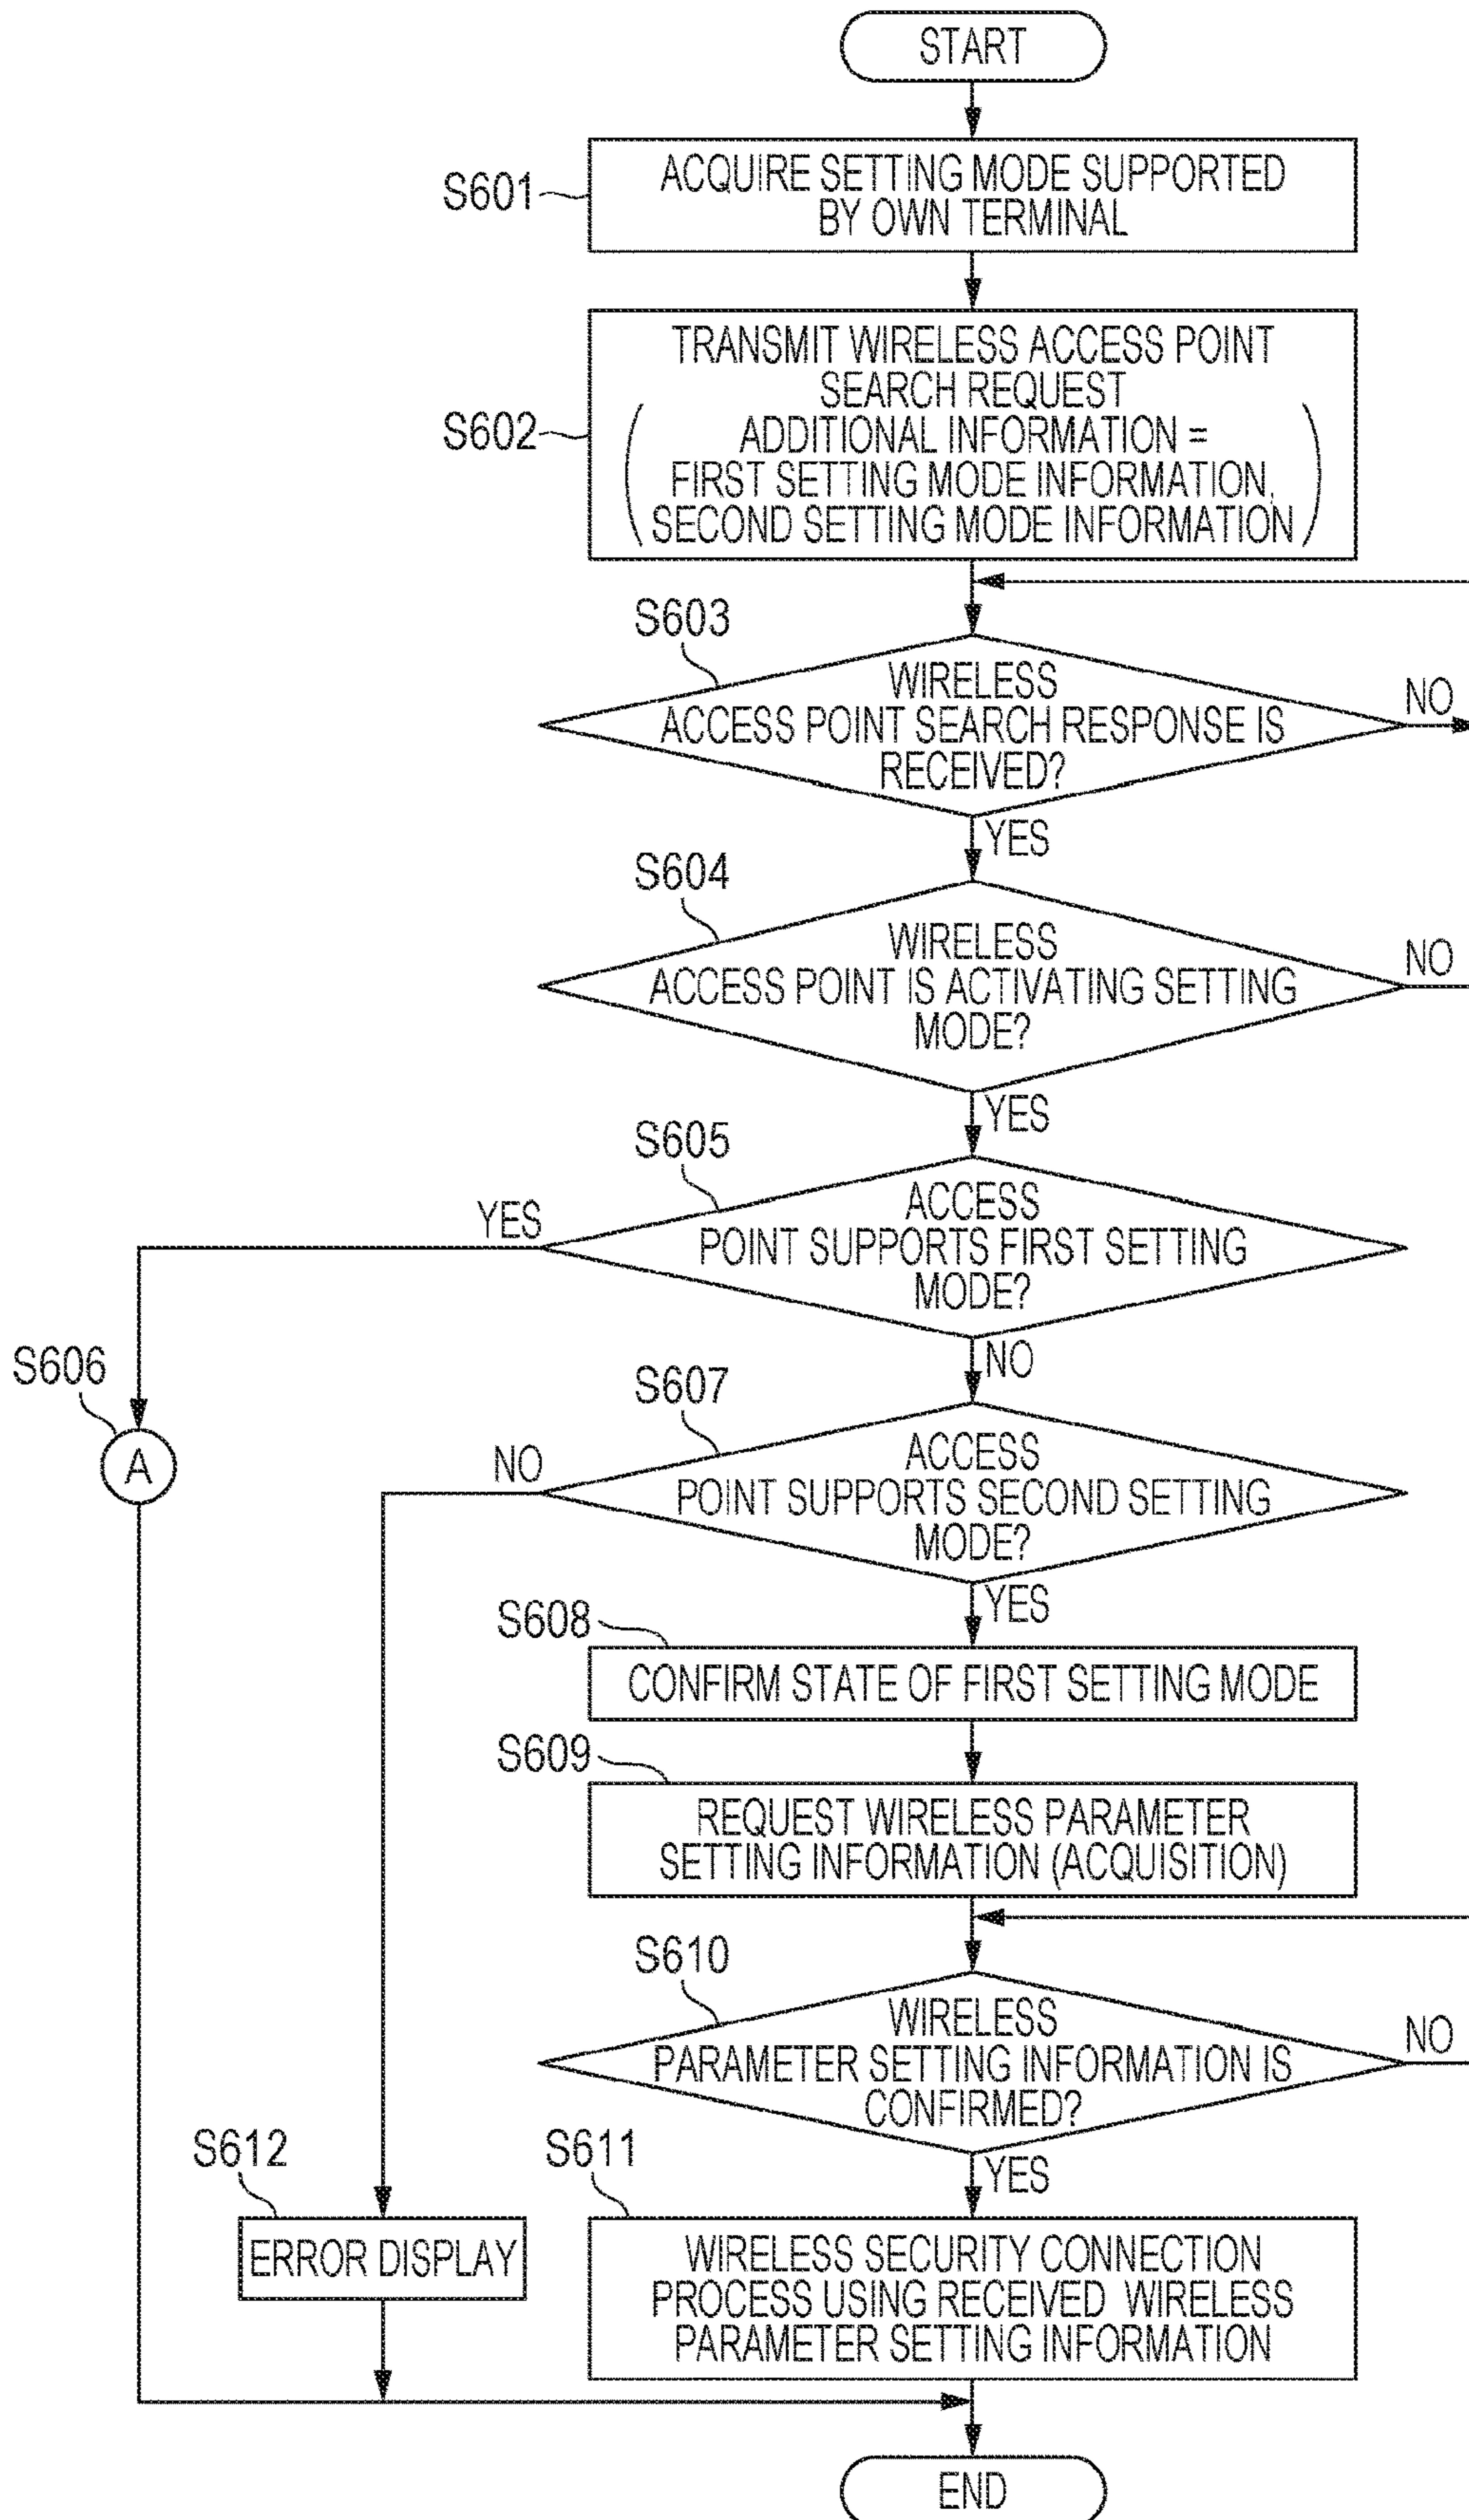 START
S601
ACQUIRE SETTING MODE SUPPORTED
BY OWN TERMINAL
S602
TRANSMIT WIRELESS ACCESS POINT
SEARCH REQUEST
ADDITIONAL INFORMATION =
FIRST SETTING MODE INFORMATION,
SECOND SETTING MODE INFORMATION
S603
WIRELESS
ACCESS POINT SEARCH RESPONSE IS
RECEIVED?
NO
YES
S604
WIRELESS
ACCESS POINT IS ACTIVATING SETTING
MODE?
NO
YES
S605
ACCESS
POINT SUPPORTS FIRST SETTING
MODE?
YES
NO
S606
A
S607
ACCESS
POINT SUPPORTS SECOND SETTING
MODE?
NO
YES
S608
CONFIRM STATE OF FIRST SETTING MODE
S609
REQUEST WIRELESS PARAMETER
SETTING INFORMATION (ACQUISITION)
S610
WIRELESS
PARAMETER SETTING INFORMATION IS
CONFIRMED?
NO
YES
S612
ERROR DISPLAY
S611
WIRELESS SECURITY CONNECTION
PROCESS USING RECEIVED WIRELESS
PARAMETER SETTING INFORMATION
END